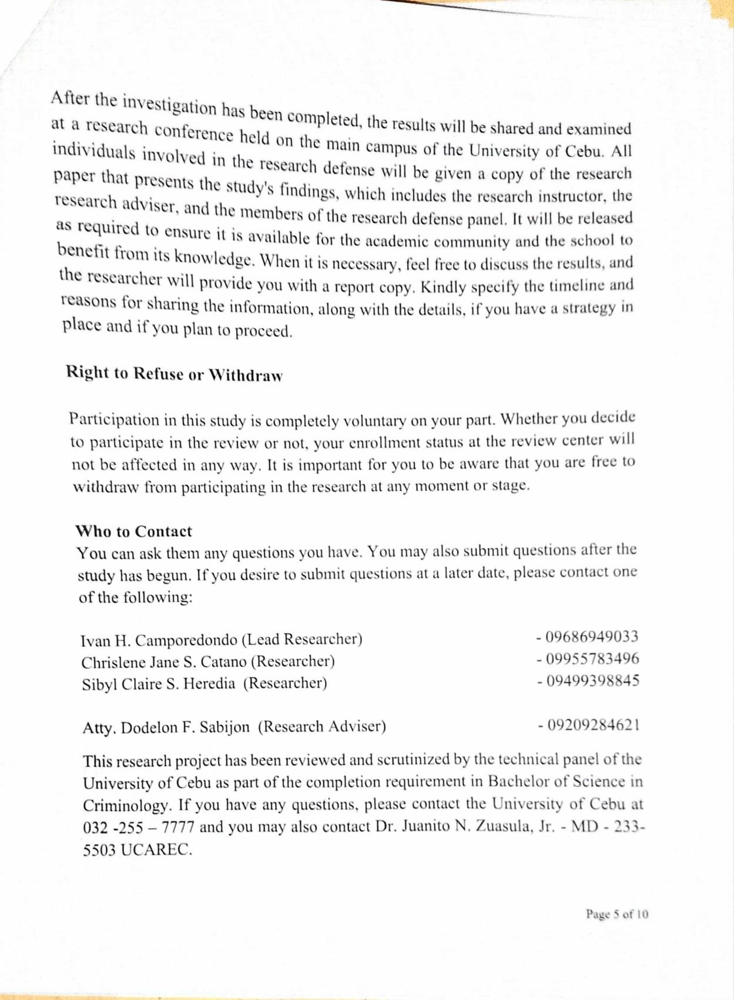 After the investigation has been completed, the results will be shared and examined
at a research conference held on the main campus of the University of Cebu. All
individuals involved in the research defense will be given a copy of the research
paper that presents the study's findings, which includes the research instructor, the
research adviser, and the members of the research defense panel. It will be released
as required to ensure it is available for the academic community and the school to
benefit from its knowledge. When it is necessary, feel free to discuss the results, and
the researcher will provide you with a report copy. Kindly specify the timeline and
reasons for sharing the information, along with the details, if you have a strategy in
place and if you plan to proceed.
Right to Refuse or Withdraw
Participation in this study is completely voluntary on your part. Whether you decide
to participate in the review or not, your enrollment status at the review center will
not be affected in any way. It is important for you to be aware that you are free to
withdraw from participating in the research at any moment or stage.
Who to Contact
You can ask them any questions you have. You may also submit questions after the
study has begun. If you desire to submit questions at a later date, please contact one
of the following:
Ivan H. Camporedondo (Lead Researcher) - 09686949033
Chrislene Jane S. Catano (Researcher) - 09955783496
Sibyl Claire S. Heredia (Researcher) - 09499398845
Atty. Dodelon F. Sabijon (Research Adviser) - 09209284621
This research project has been reviewed and scrutinized by the technical panel of the
University of Cebu as part of the completion requirement in Bachelor of Science in
Criminology. If you have any questions, please contact the University of Cebu at
032 -255 – 7777 and you may also contact Dr. Juanito N. Zuasula, Jr. - MD - 233-
5503 UCAREC.
Page 5 of 10